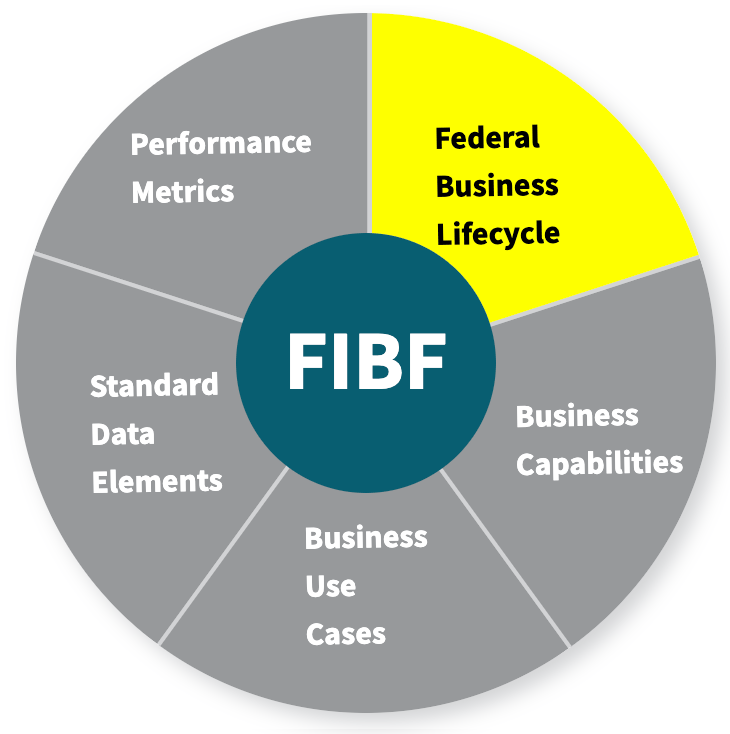 Performance
Metrics
Federal
Business
Lifecycle
FIBF
Standard
Data
Elements
Business
Capabilities
Business
Use
Cases